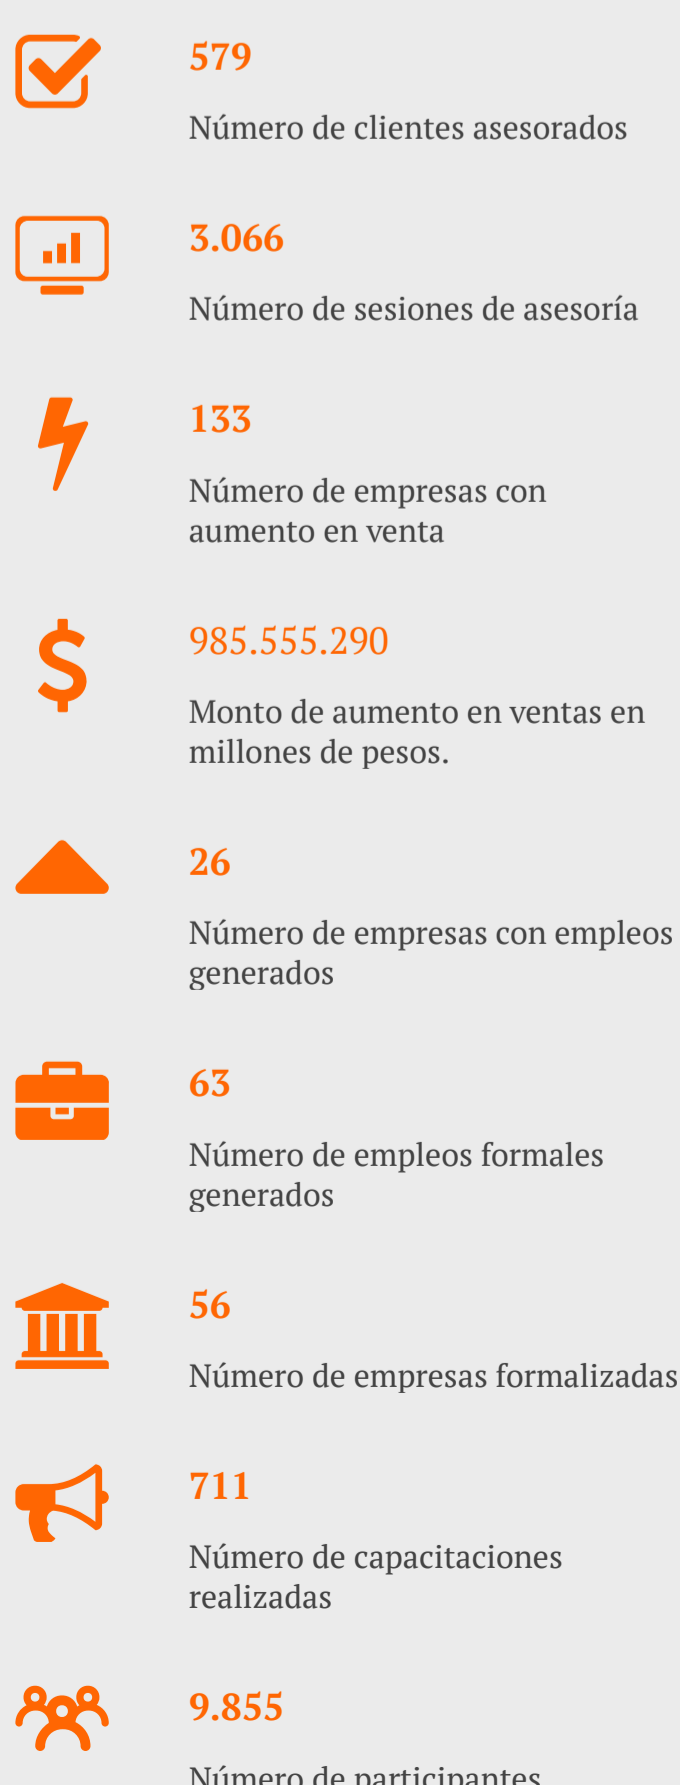 579
Número de clientes asesorados
3.066
Número de sesiones de asesoría
133
Número de empresas con
aumento en venta
985.555.290
Monto de aumento en ventas en
millones de pesos.
26
Número de empresas con empleos
generados
63
Número de empleos formales
generados
56
Número de empresas formalizadas
711
Número de capacitaciones
realizadas
9.855
Número de participantes